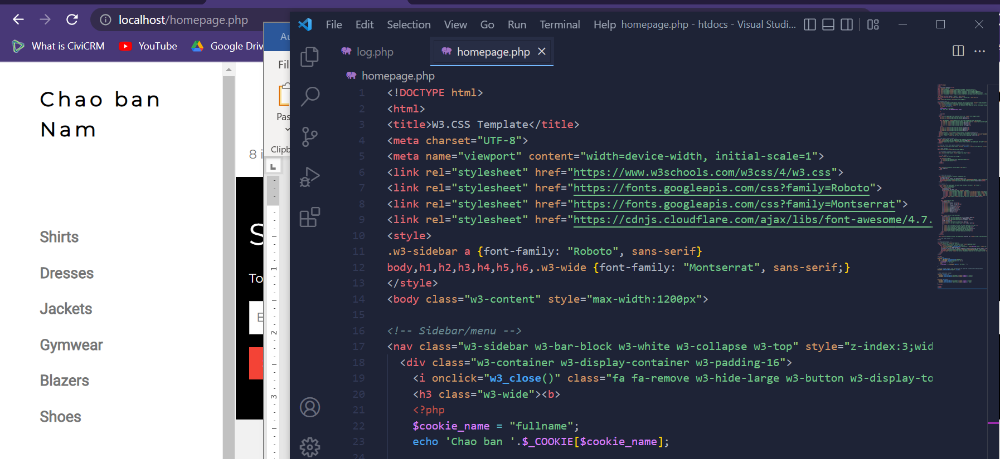 localhost/homepage.php
What is CiviCRM
YouTube
Google Driv
Chao ban
Nam
Shirts
Dresses
Jackets
Gymwear
Blazers
Shoes
8 i
S
To
E
Au
Fil
Pas
Clipb
1
2
3
File Edit Selection View Go Run Terminal Help homepage.php - htdocs - Visual Studi...
log.php
homepage.php
homepage.php
1 <!DOCTYPE html>
2 <html>
3 <title>W3.CSS Template</title>
4 <meta charset="UTF-8">
5 <meta name="viewport" content="width=device-width, initial-scale=1">
6 <link rel="stylesheet" href="https://www.w3schools.com/w3css/4/w3.css">
7 <link rel="stylesheet" href="https://fonts.googleapis.com/css?family=Roboto">
8 <link rel="stylesheet" href="https://fonts.googleapis.com/css?family=Montserrat">
9 <link rel="stylesheet" href="https://cdnjs.cloudflare.com/ajax/libs/font-awesome/4.7.
10 <style>
11 .w3-sidebar a {font-family: "Roboto", sans-serif}
12 body,h1,h2,h3,h4,h5,h6,.w3-wide {font-family: "Montserrat", sans-serif;}
13 </style>
14 <body class="w3-content" style="max-width:1200px">
15
16 <!-- Sidebar/menu -->
17 <nav class="w3-sidebar w3-bar-block w3-white w3-collapse w3-top" style="z-index:3;wid
18 <div class="w3-container w3-display-container w3-padding-16">
19 <i onclick="w3_close()" class="fa fa-remove w3-hide-large w3-button w3-display-to
20 <h3 class="w3-wide"><b>
21 <?php
22 $cookie_name = "fullname";
23 echo 'Chao ban '.$_COOKIE[$cookie_name];
24